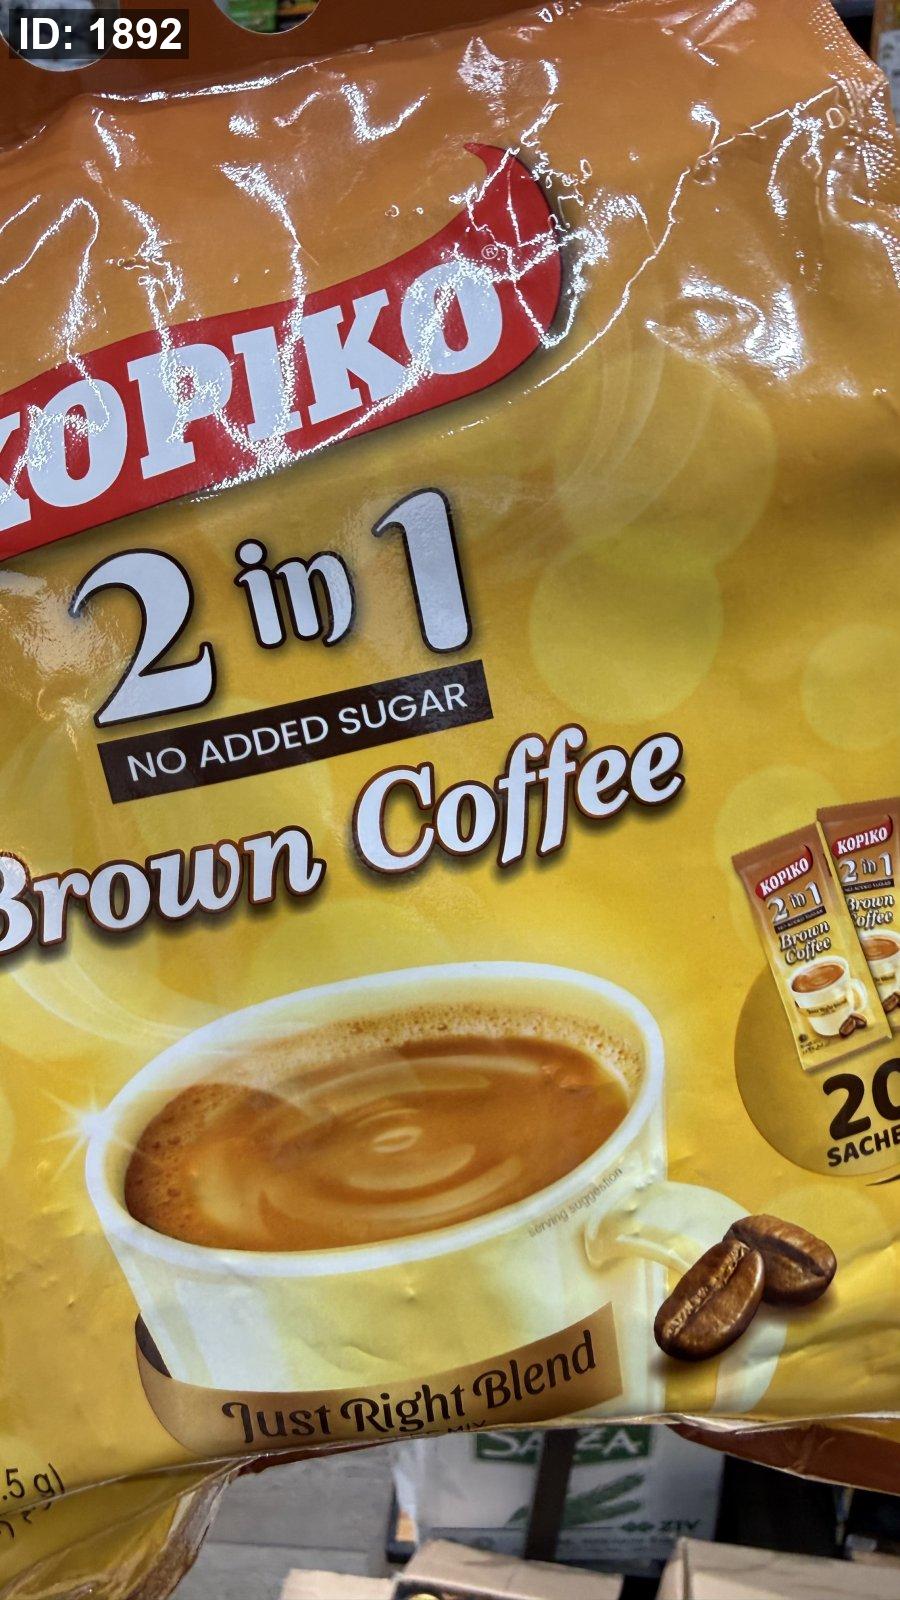 ID: 1892
KOPIKO
®
2 in 1
NO ADDED SUGAR
Brown Coffee
KOPIKO
2 in 1
Brown
Coffee
KOPIKO
2 in 1
Brown
Coffee
20
SACHE
serving suggestion
Just Right Blend
.5 g)
ZIV